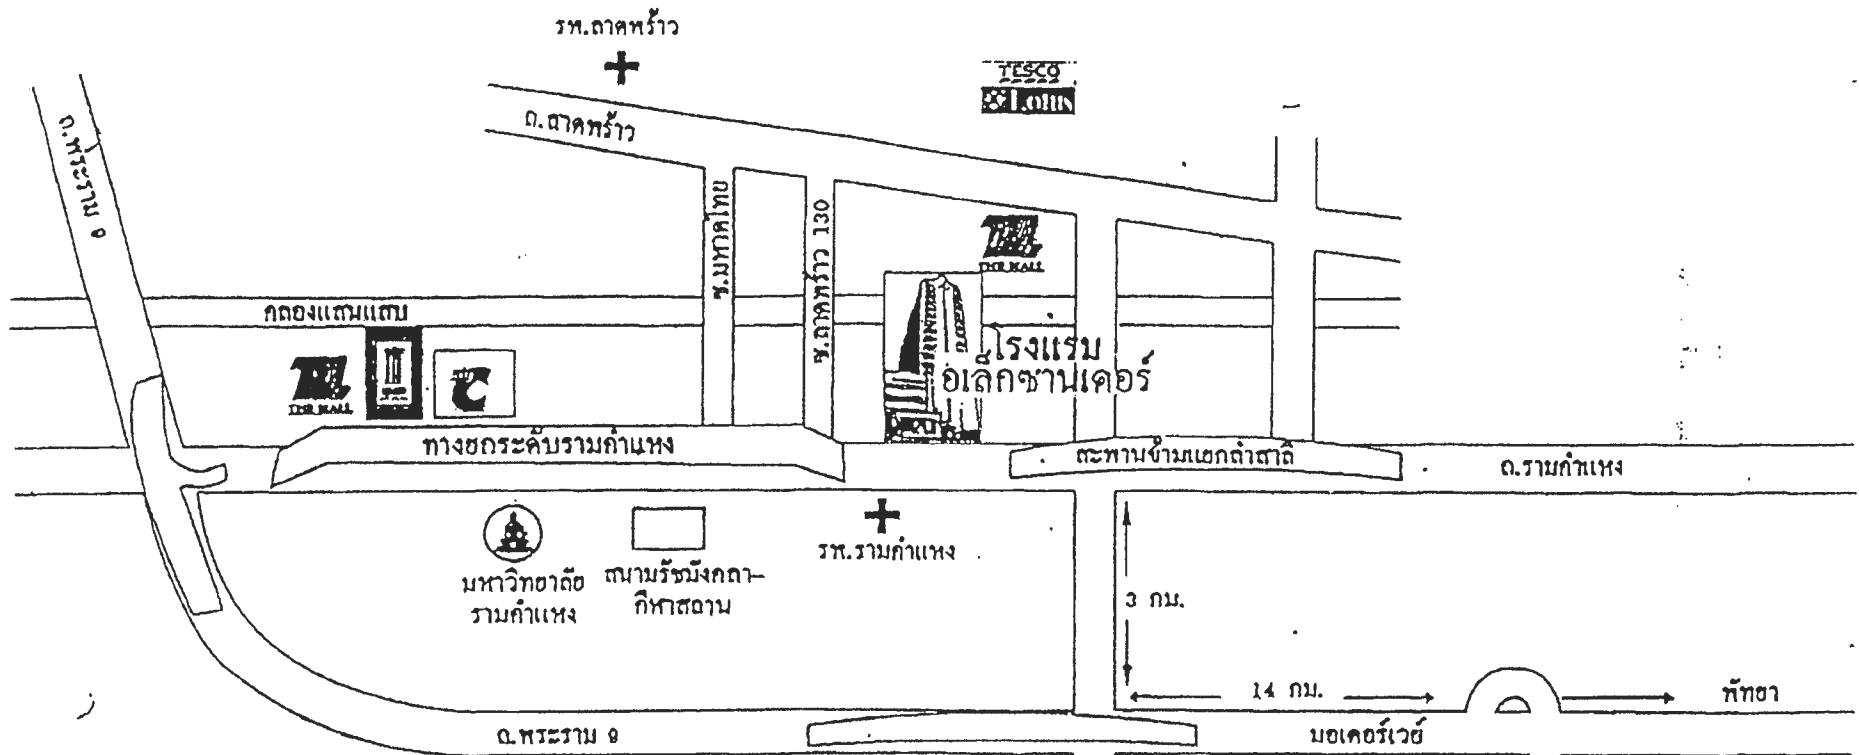 รพ.ลาดพร้าว
TESCO
Lotus
ถ.ลาดพร้าว
ถ.พระราม 9
ซ.มหาดไทย
ซ.ลาดพร้าว 130
THE MALL
คลองแสนแสบ
โรงแรม
อเล็กซานเดอร์
THE MALL
ทางยกระดับรามคำแหง
สะพานข้ามแยกลำสาลี
ถ.รามคำแหง
รพ.รามคำแหง
มหาวิทยาลัย
รามคำแหง
สนามรัชมังคลา-
กีฬาสถาน
3 กม.
14 กม.
พัทยา
ถ.พระราม 9
มอเตอร์เวย์